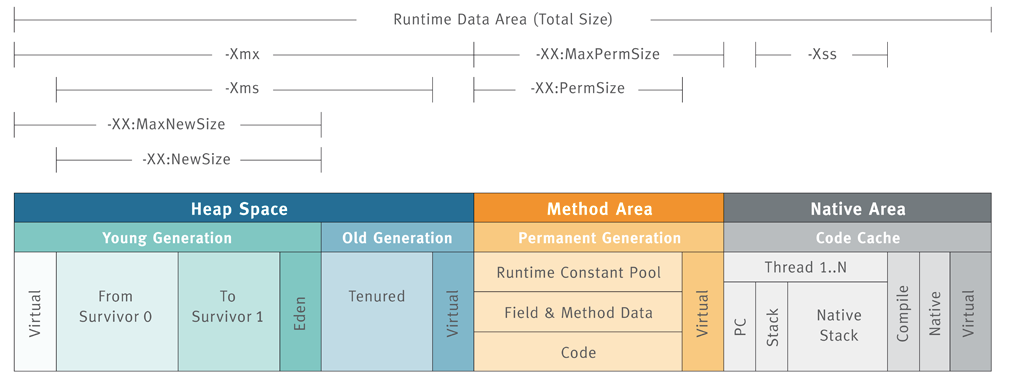 Runtime Data Area (Total Size)
-Xmx
-XX:MaxPermSize
-Xss
-Xms
-XX:PermSize
-XX:MaxNewSize
-XX:NewSize
Heap Space
Method Area
Native Area
Young Generation
Old Generation
Permanent Generation
Code Cache
Virtual
From
Survivor 0
To
Survivor 1
Eden
Tenured
Virtual
Runtime Constant Pool
Field & Method Data
Code
Virtual
Thread 1..N
PC
Stack
Native
Stack
Compile
Native
Virtual